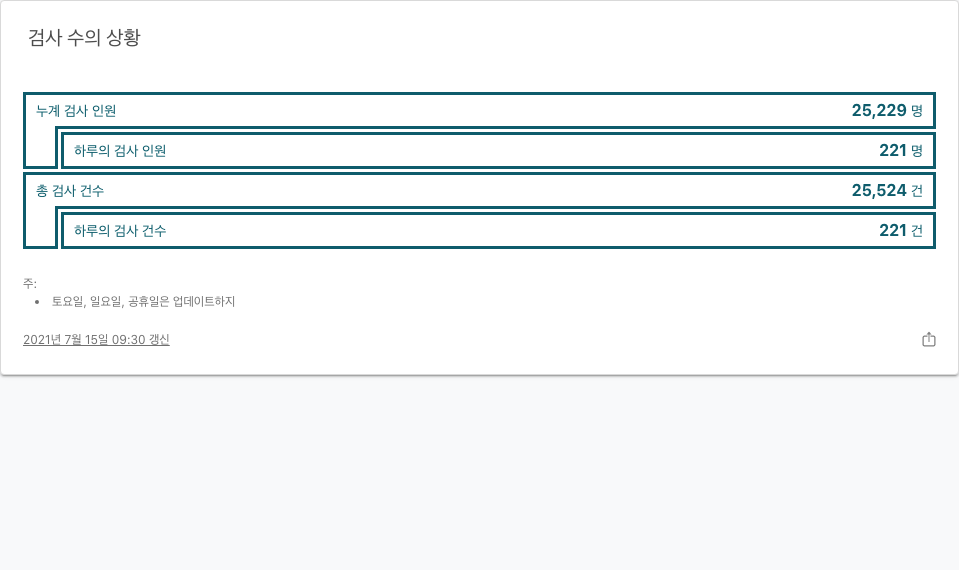 검사 수의 상황
누계 검사 인원 25,229 명
하루의 검사 인원 221 명
총 검사 건수 25,524 건
하루의 검사 건수 221 건
주:
• 토요일, 일요일, 공휴일은 업데이트하지
2021년 7월 15일 09:30 갱신